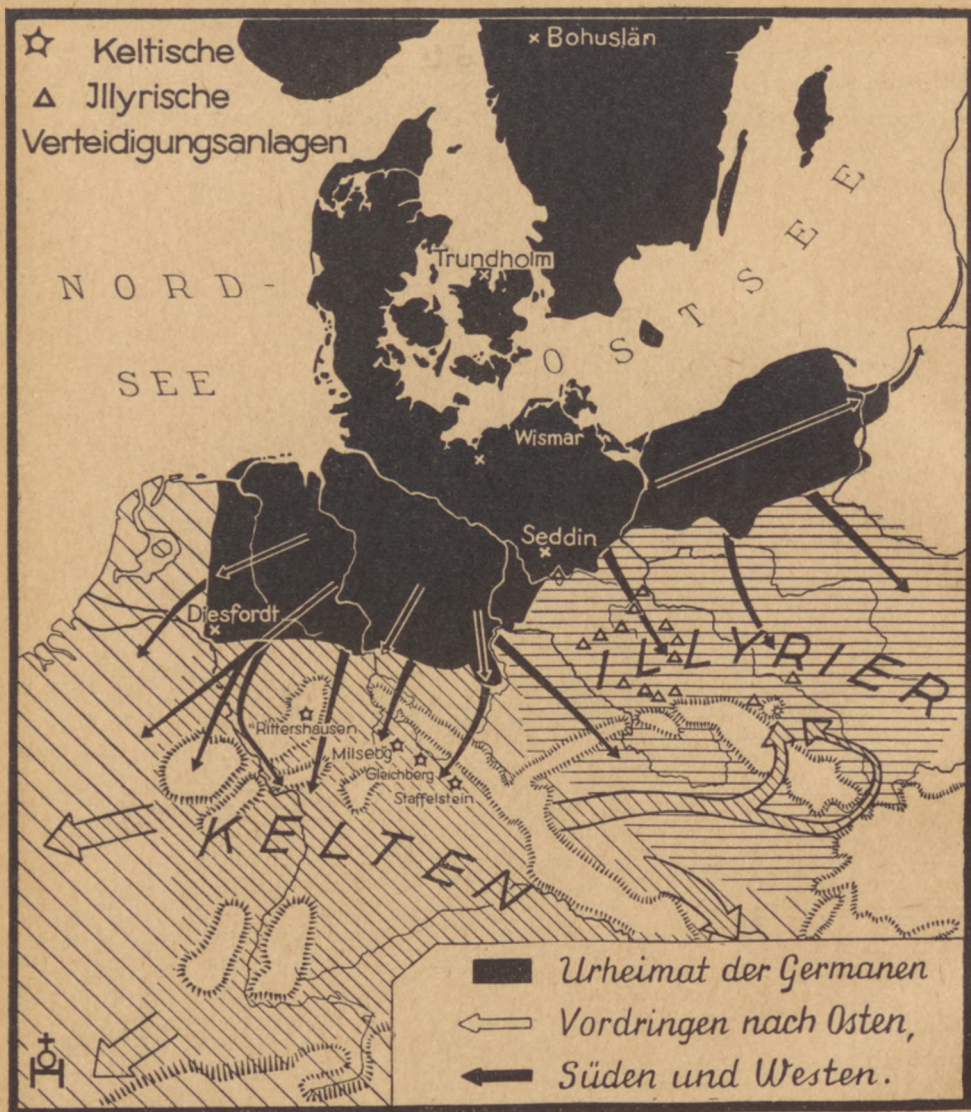 Keltische
Jllyrische
Verteidigungsanlagen
Bohuslän
NORD-
SEE
OSTSEE
Trundholm
Wismar
Seddin
Diesfordt
ILLYRIER
Rittershausen
Milsebg
Gleichberg
Staffelstein
KELTEN
Urheimat der Germanen
Vordringen nach Osten,
Süden und Westen.